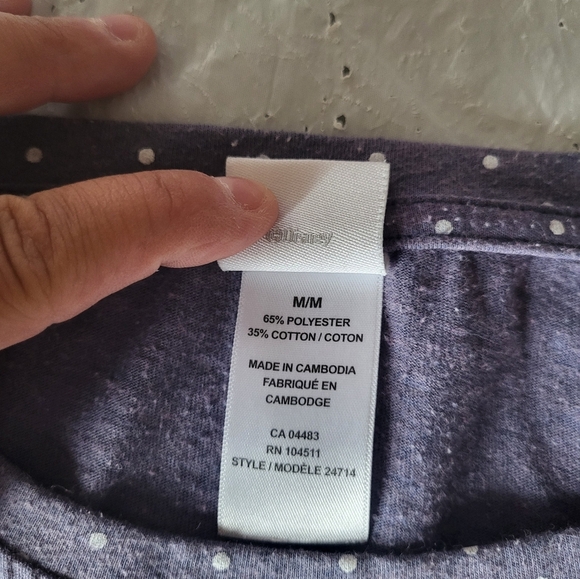 M/M
65% POLYESTER
35% COTTON / COTON
MADE IN CAMBODIA
FABRIQUÉ EN
CAMBODGE
CA 04483
RN 104511
STYLE / MODÈLE 24714